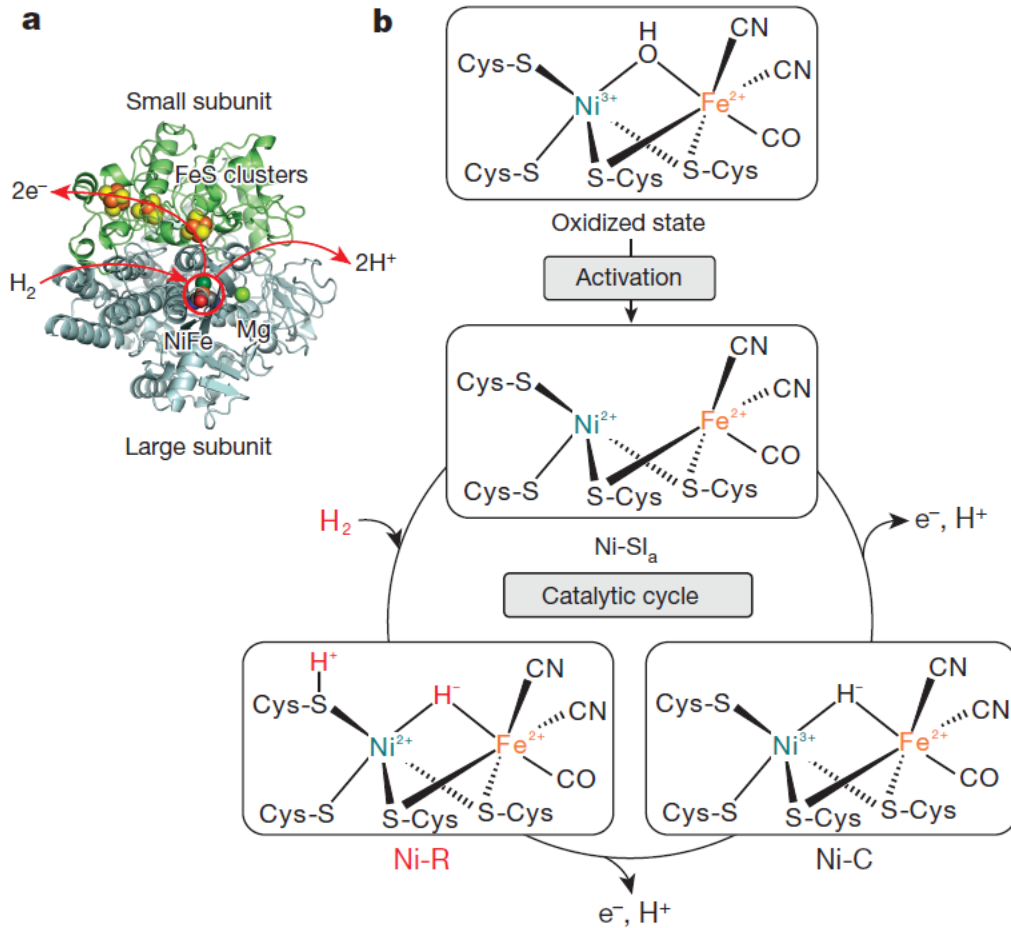 a
Small subunit
FeS clusters
2e⁻
H₂
2H⁺
NiFe
Mg
Large subunit
b
H
O
CN
CN
CO
Cys-S
Ni³⁺
Fe²⁺
Cys-S
S-Cys
S-Cys
Oxidized state
Activation
CN
CN
Cys-S
Ni²⁺
Fe²⁺
CO
Cys-S
S-Cys
S-Cys
H₂
Ni-SIₐ
e⁻, H⁺
Catalytic cycle
H⁺
Cys-S
H⁻
CN
CN
Ni²⁺
Fe²⁺
CO
Cys-S
S-Cys
S-Cys
Ni-R
Cys-S
H⁻
CN
CN
Ni³⁺
Fe²⁺
CO
Cys-S
S-Cys
S-Cys
Ni-C
e⁻, H⁺